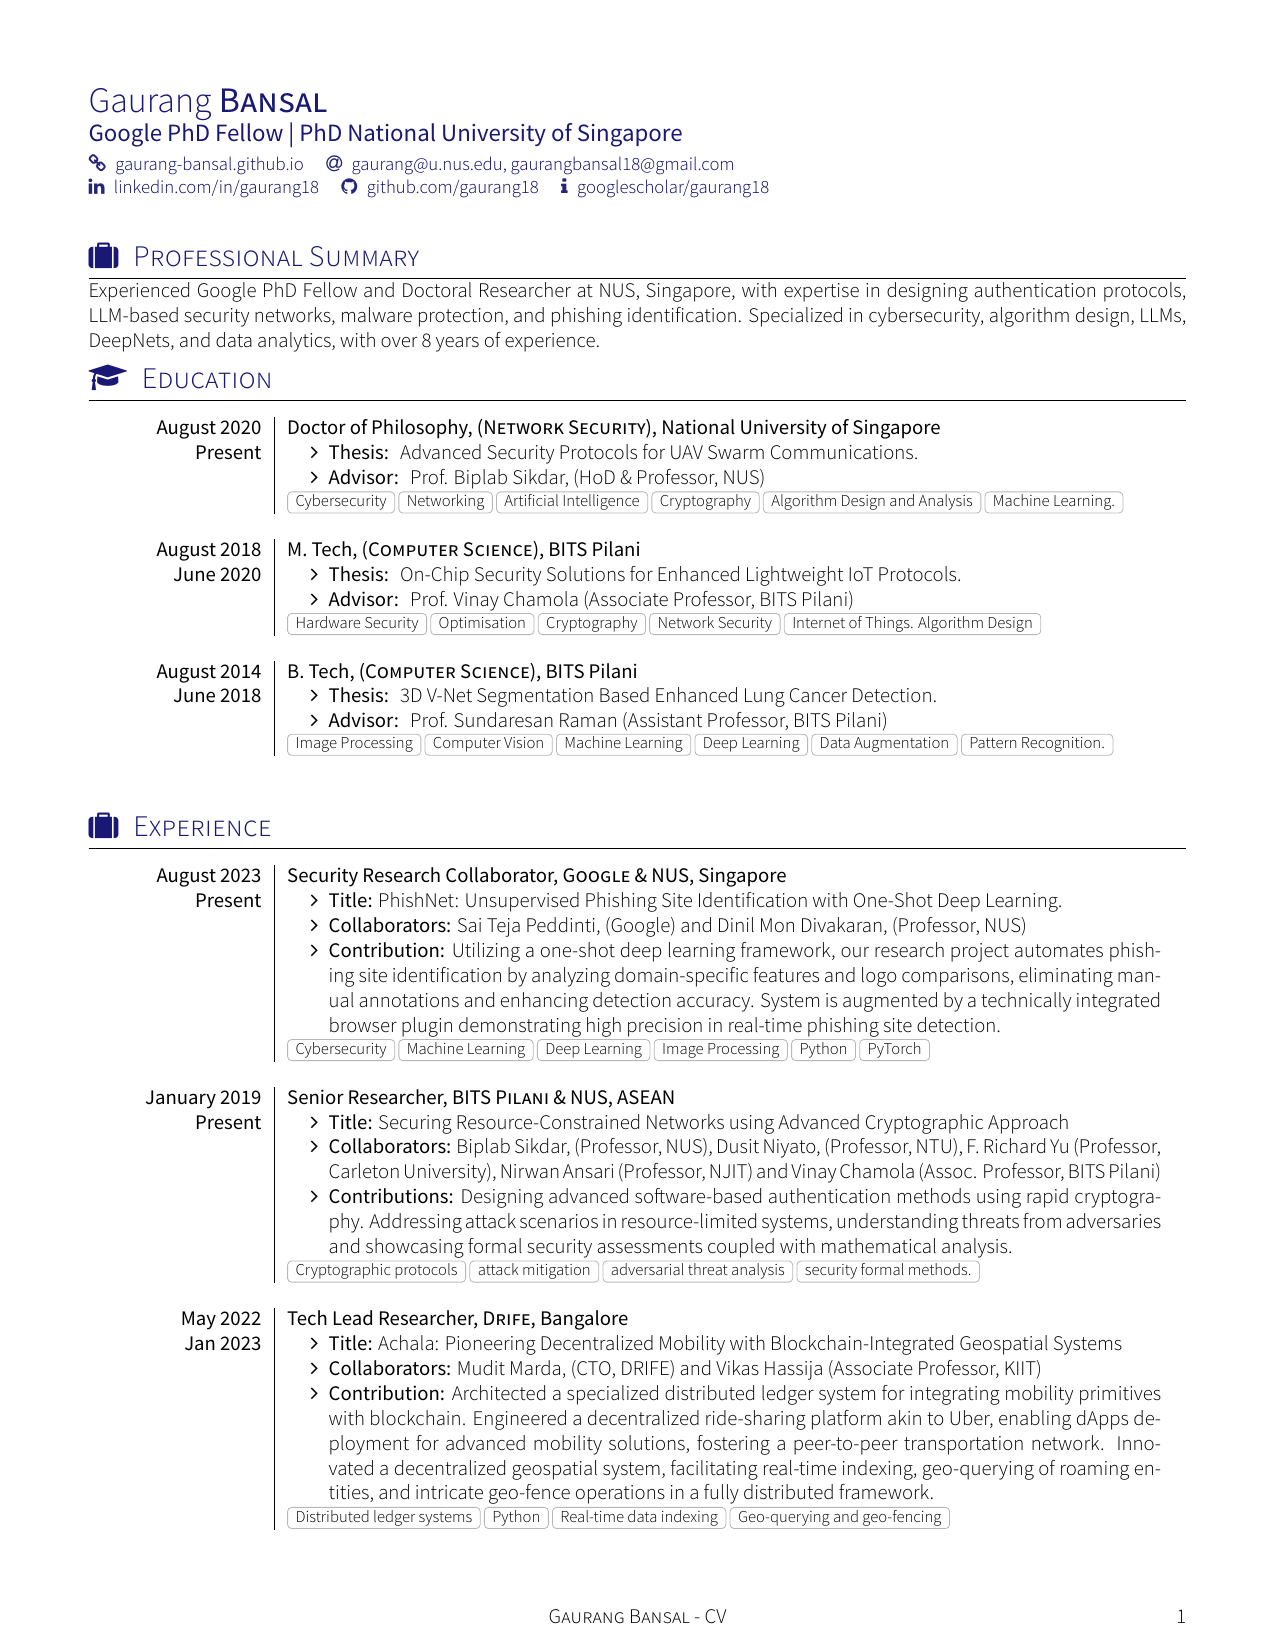 Gaurang BANSAL
Google PhD Fellow | PhD National University of Singapore
gaurang-bansal.github.io @ gaurang@u.nus.edu, gaurangbansal18@gmail.com
linkedin.com/in/gaurang18 github.com/gaurang18 googlescholar/gaurang18
PROFESSIONAL SUMMARY
Experienced Google PhD Fellow and Doctoral Researcher at NUS, Singapore, with expertise in designing authentication protocols,
LLM-based security networks, malware protection, and phishing identification. Specialized in cybersecurity, algorithm design, LLMs,
DeepNets, and data analytics, with over 8 years of experience.
EDUCATION
August 2020 Doctor of Philosophy, (NETWORK SECURITY), National University of Singapore
Present > Thesis: Advanced Security Protocols for UAV Swarm Communications.
> Advisor: Prof. Biplab Sikdar, (HoD & Professor, NUS)
Cybersecurity Networking Artificial Intelligence Cryptography Algorithm Design and Analysis Machine Learning.
August 2018 M. Tech, (COMPUTER SCIENCE), BITS Pilani
June 2020 > Thesis: On-Chip Security Solutions for Enhanced Lightweight IoT Protocols.
> Advisor: Prof. Vinay Chamola (Associate Professor, BITS Pilani)
Hardware Security Optimisation Cryptography Network Security Internet of Things. Algorithm Design
August 2014 B. Tech, (COMPUTER SCIENCE), BITS Pilani
June 2018 > Thesis: 3D V-Net Segmentation Based Enhanced Lung Cancer Detection.
> Advisor: Prof. Sundaresan Raman (Assistant Professor, BITS Pilani)
Image Processing Computer Vision Machine Learning Deep Learning Data Augmentation Pattern Recognition.
EXPERIENCE
August 2023 Security Research Collaborator, GOOGLE & NUS, Singapore
Present > Title: PhishNet: Unsupervised Phishing Site Identification with One-Shot Deep Learning.
> Collaborators: Sai Teja Peddinti, (Google) and Dinil Mon Divakaran, (Professor, NUS)
> Contribution: Utilizing a one-shot deep learning framework, our research project automates phish-
ing site identification by analyzing domain-specific features and logo comparisons, eliminating man-
ual annotations and enhancing detection accuracy. System is augmented by a technically integrated
browser plugin demonstrating high precision in real-time phishing site detection.
Cybersecurity Machine Learning Deep Learning Image Processing Python PyTorch
January 2019 Senior Researcher, BITS PILANI & NUS, ASEAN
Present > Title: Securing Resource-Constrained Networks using Advanced Cryptographic Approach
> Collaborators: Biplab Sikdar, (Professor, NUS), Dusit Niyato, (Professor, NTU), F. Richard Yu (Professor,
Carleton University), Nirwan Ansari (Professor, NJIT) and Vinay Chamola (Assoc. Professor, BITS Pilani)
> Contributions: Designing advanced software-based authentication methods using rapid cryptogra-
phy. Addressing attack scenarios in resource-limited systems, understanding threats from adversaries
and showcasing formal security assessments coupled with mathematical analysis.
Cryptographic protocols attack mitigation adversarial threat analysis security formal methods.
May 2022 Tech Lead Researcher, DRIFE, Bangalore
Jan 2023 > Title: Achala: Pioneering Decentralized Mobility with Blockchain-Integrated Geospatial Systems
> Collaborators: Mudit Marda, (CTO, DRIFE) and Vikas Hassija (Associate Professor, KIIT)
> Contribution: Architected a specialized distributed ledger system for integrating mobility primitives
with blockchain. Engineered a decentralized ride-sharing platform akin to Uber, enabling dApps de-
ployment for advanced mobility solutions, fostering a peer-to-peer transportation network. Inno-
vated a decentralized geospatial system, facilitating real-time indexing, geo-querying of roaming en-
tities, and intricate geo-fence operations in a fully distributed framework.
Distributed ledger systems Python Real-time data indexing Geo-querying and geo-fencing
GAURANG BANSAL - CV 1